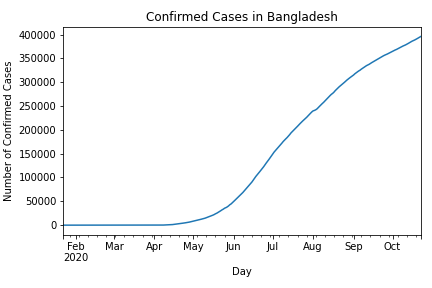 Confirmed Cases in Bangladesh
400000
350000
300000
250000
200000
150000
100000
50000
0
Number of Confirmed Cases
Feb Mar Apr May Jun Jul Aug Sep Oct
2020
Day